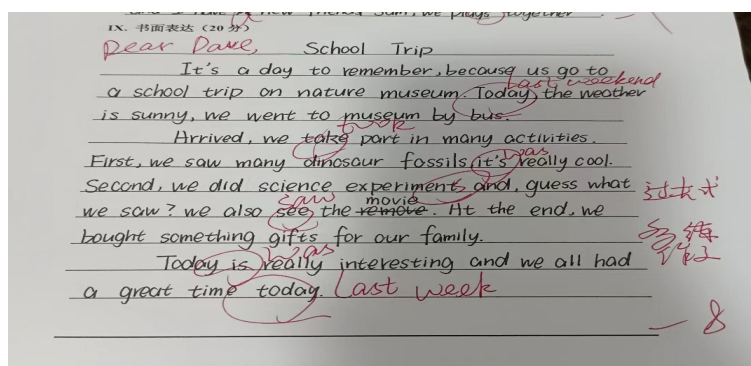 IX. 书面表达（20分）
Dear Dave,
School Trip
It's a day to remember, because us go to
last weekend
a school trip on nature museum. Today, the weather
is sunny, we went to museum by bus.
took
Arrived, we take part in many activities.
was
First, we saw many dinosaur fossils, it's really cool.
Second, we did science experiments and, guess what
过去式
saw movie
we saw? we also see the remove. At the end, we
bought something gifts for our family.
was
Today is really interesting and we all had
a great time today. Last week
-8